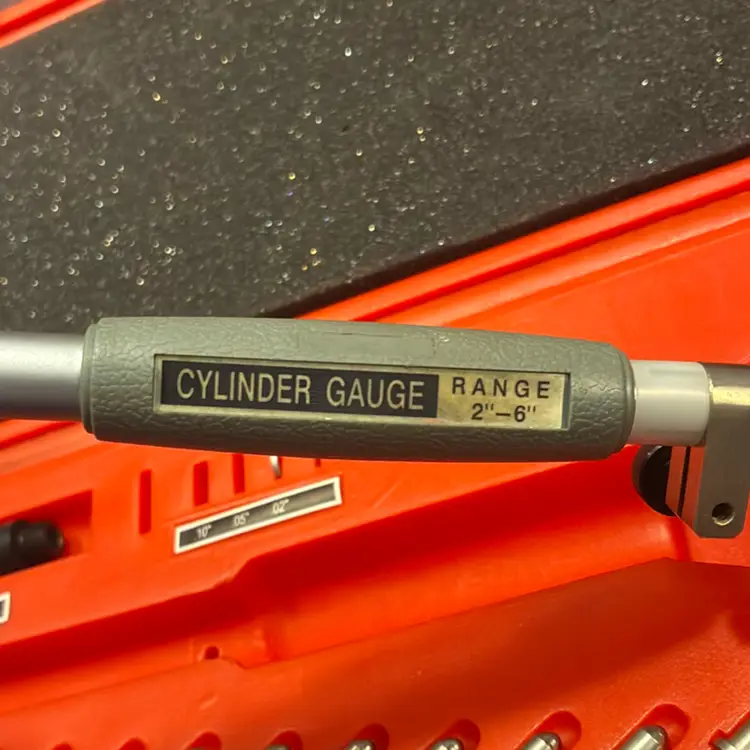 CYLINDER GAUGE
RANGE
2"—6"
.10" .05" .02"